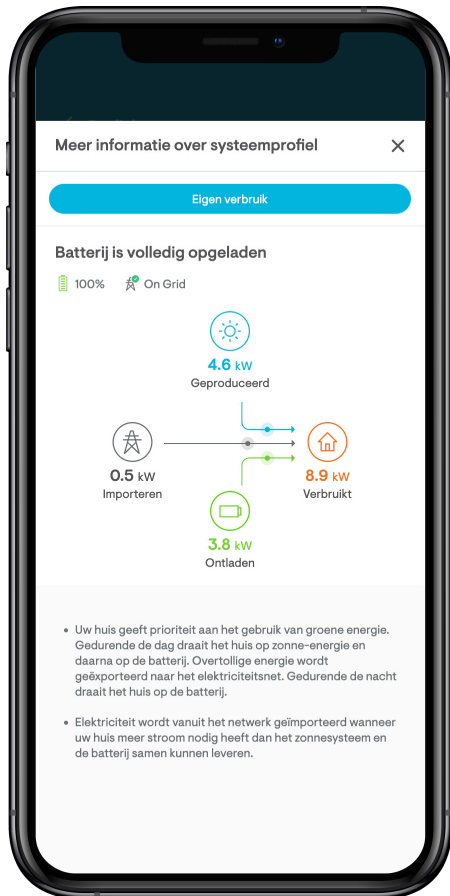 Meer informatie over systeemprofiel
Eigen verbruik
Batterij is volledig opgeladen
100% On Grid
4.6 kW
Geproduceerd
0.5 kW
Importeren
8.9 kW
Verbruikt
3.8 kW
Ontladen
• Uw huis geeft prioriteit aan het gebruik van groene energie.
Gedurende de dag draait het huis op zonne-energie en
daarna op de batterij. Overtollige energie wordt
geëxporteerd naar het elektriciteitsnet. Gedurende de nacht
draait het huis op de batterij.
• Elektriciteit wordt vanuit het netwerk geïmporteerd wanneer
uw huis meer stroom nodig heeft dan het zonnesysteem en
de batterij samen kunnen leveren.